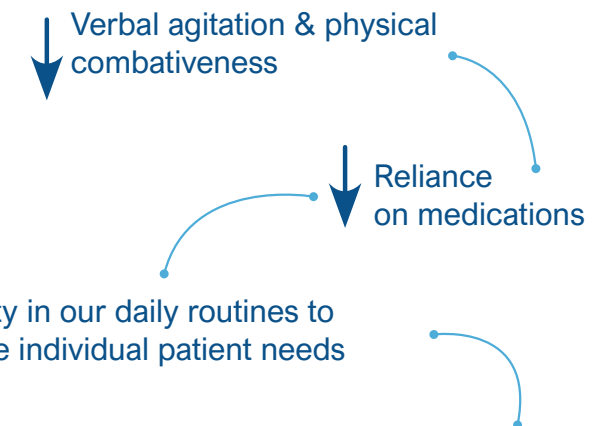 Verbal agitation & physical
combativeness
Reliance
on medications
in our daily routines to
individual patient needs